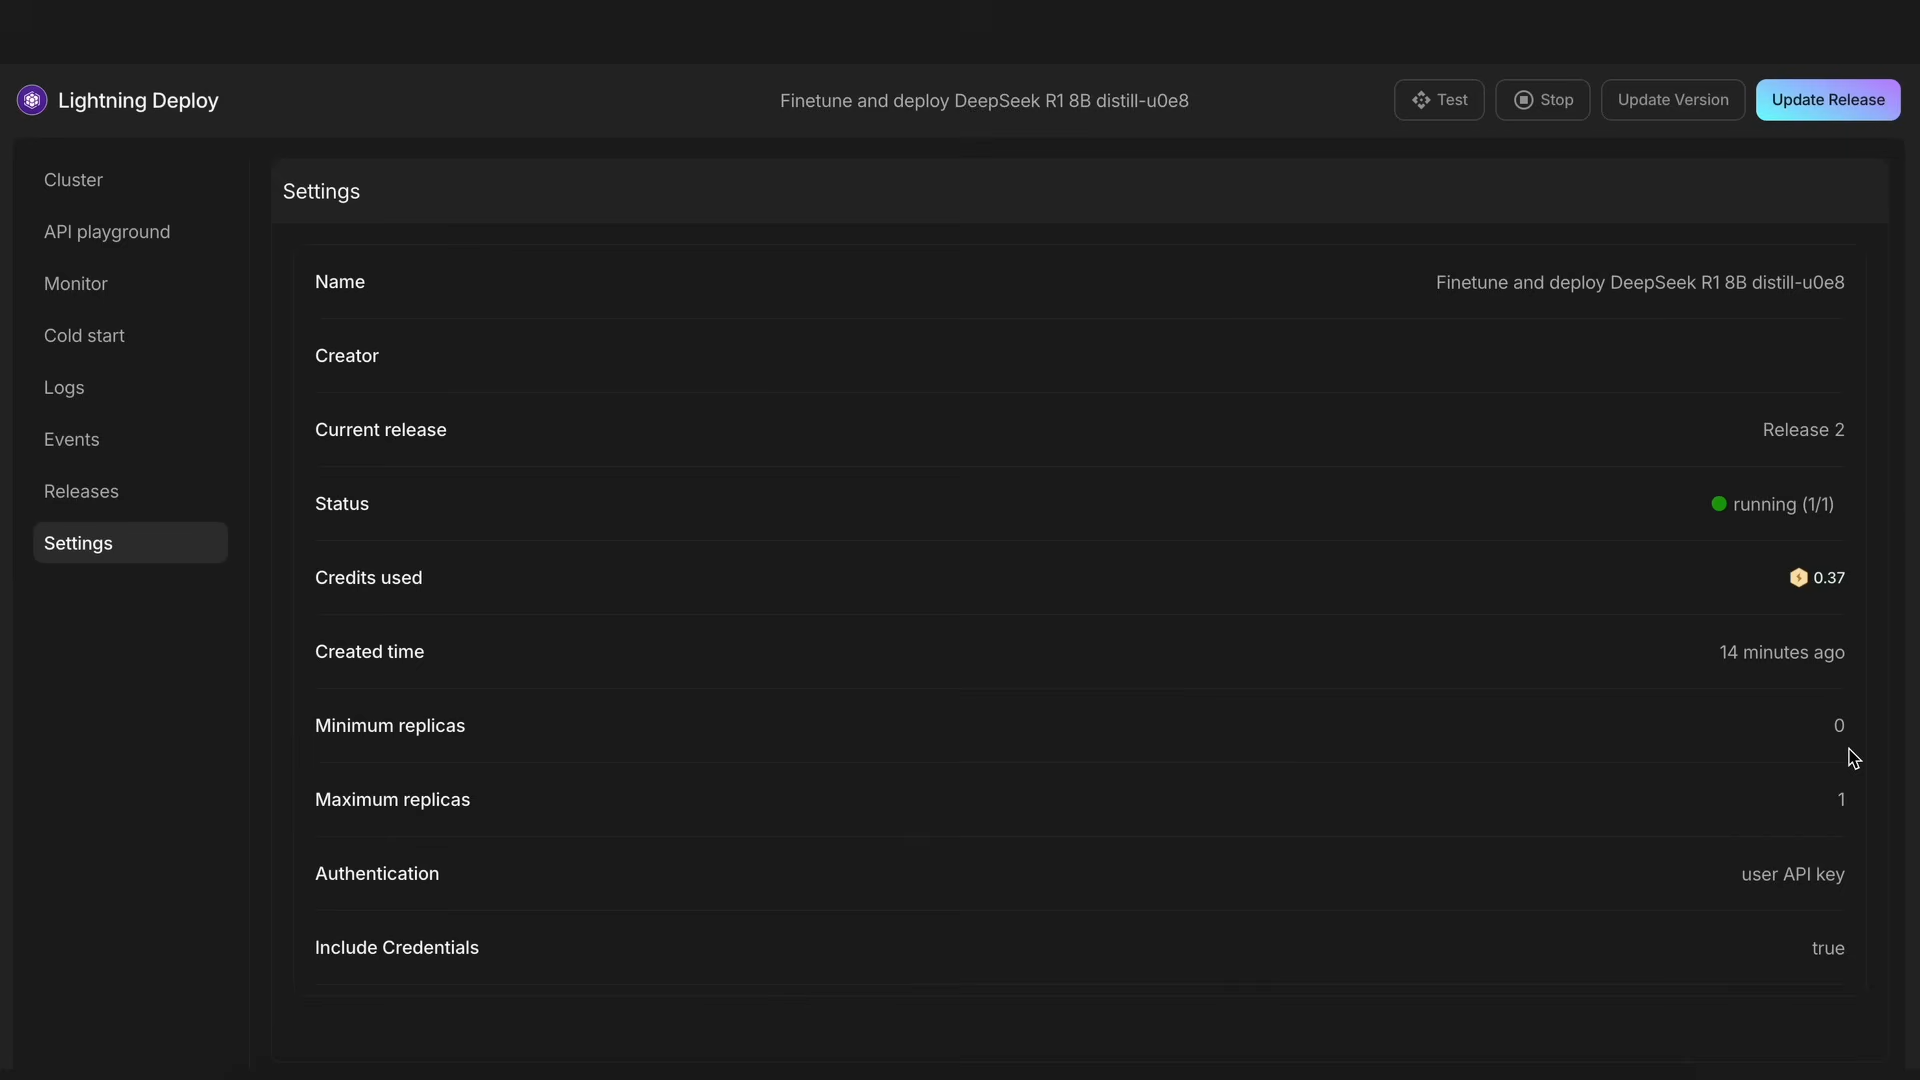 Lightning Deploy
Finetune and deploy DeepSeek R1 8B distill-u0e8
Test
Stop
Update Version
Update Release
Cluster
API playground
Monitor
Cold start
Logs
Events
Releases
Settings
Settings
Name
Finetune and deploy DeepSeek R1 8B distill-u0e8
Creator
Current release
Release 2
Status
running (1/1)
Credits used
0.37
Created time
14 minutes ago
Minimum replicas
0
Maximum replicas
1
Authentication
user API key
Include Credentials
true